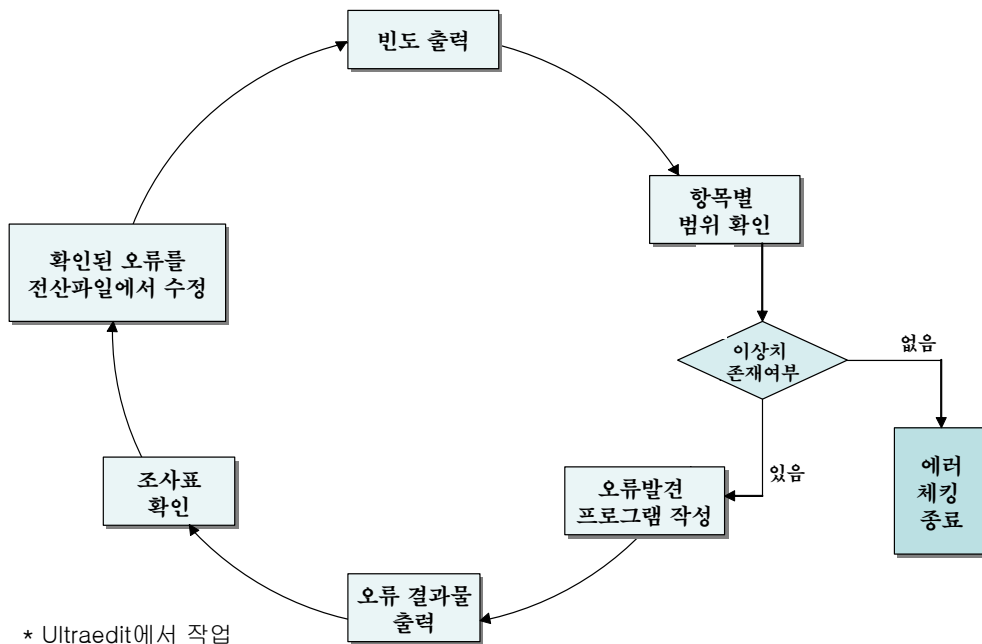 빈도 출력
항목별
범위 확인
이상치
존재여부
없음
에러
체킹
종료
있음
오류발견
프로그램 작성
오류 결과물
출력
조사표
확인
확인된 오류를
전산파일에서 수정
* Ultraedit에서 작업